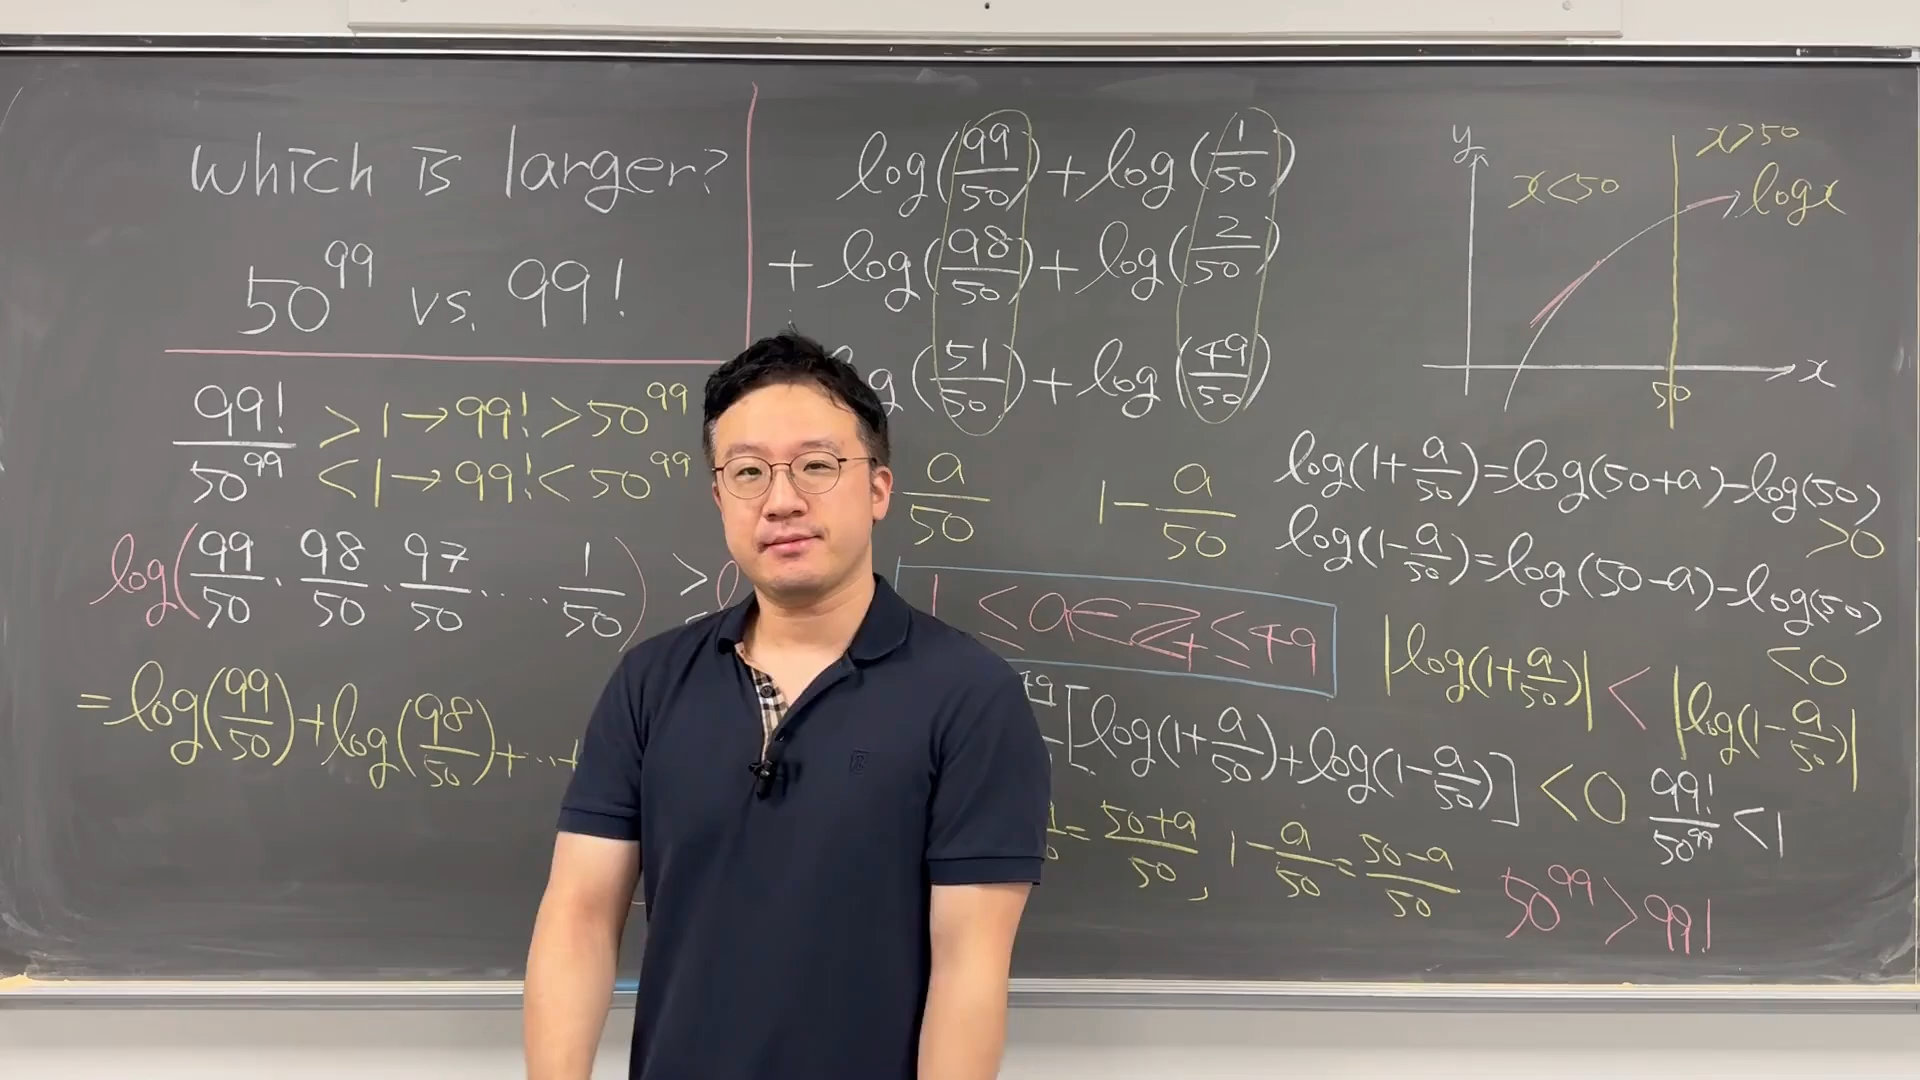 which is larger?
50^99 vs. 99!
99!/50^99 > 1 → 99! > 50^99
< 1 → 99! < 50^99
log(99/50 · 98/50 · 97/50 · ... · 1/50) >
= log(99/50) + log(98/50) + ... +
log(99/50) + log(1/50)
+ log(98/50) + log(2/50)
log(51/50) + log(49/50)
a/50    1 - a/50
1 ≤ a ∈ Z+ ≤ 49
[log(1+a/50) + log(1-a/50)] < 0
= (50+a)/50, 1 - a/50 = (50-a)/50
y
x<50
x>50
log x
50
x
log(1+a/50) = log(50+a) - log(50)
>0
log(1-a/50) = log(50-a) - log(50)
<0
|log(1+a/50)| < |log(1-a/50)|
99!/50^99 < 1
50^99 > 99!